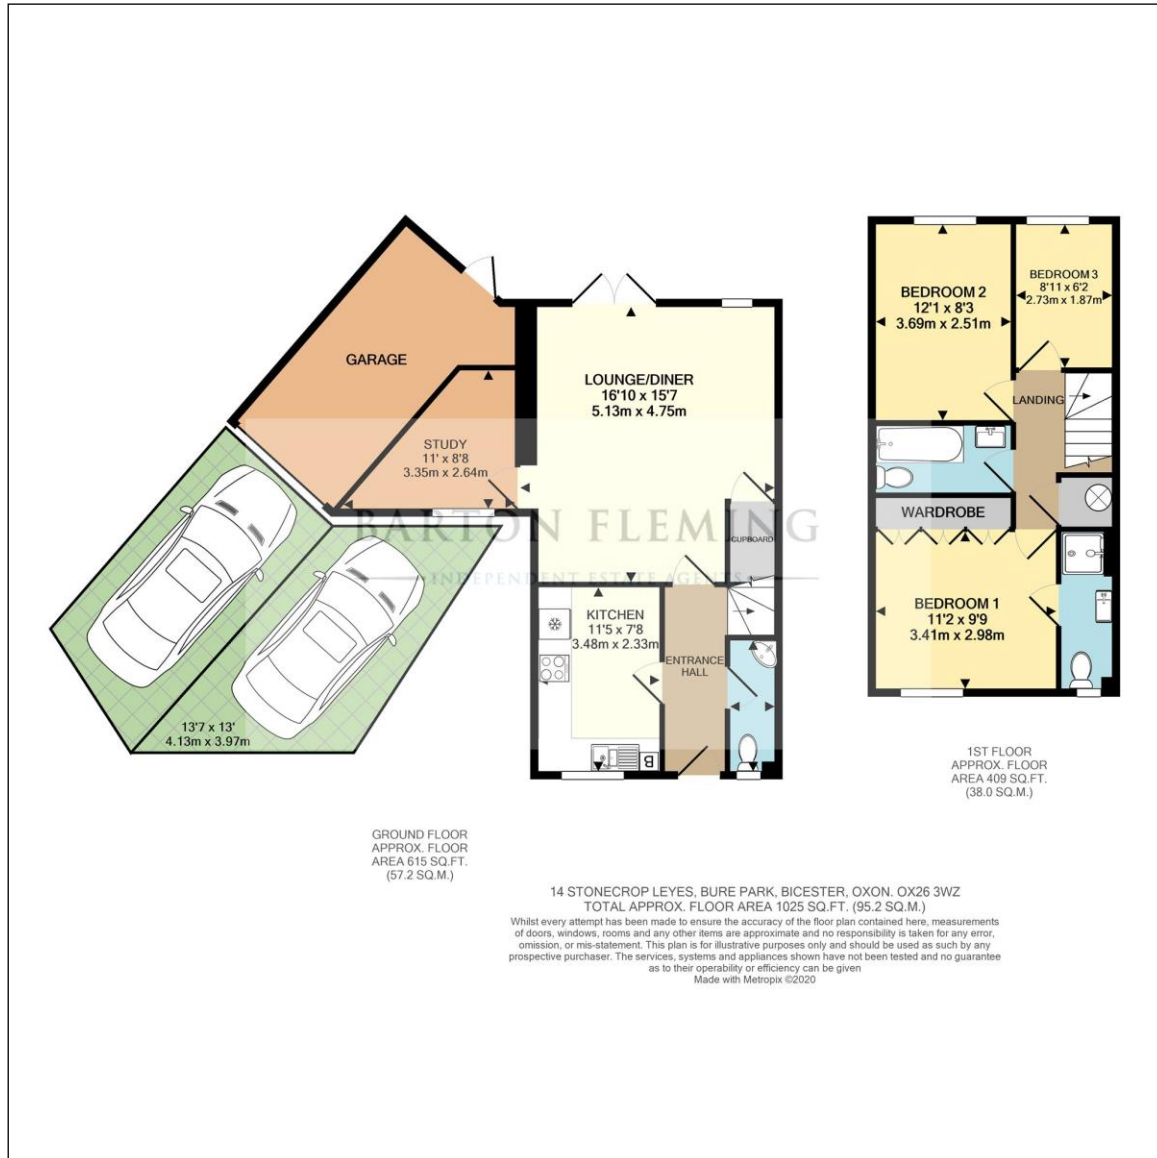 GARAGE
LOUNGE/DINER
16'10 x 15'7
5.13m x 4.75m
STUDY
11' x 8'8
3.35m x 2.64m
CUPBOARD
KITCHEN
11'5 x 7'8
3.48m x 2.33m
B
ENTRANCE
HALL
13'7 x 13'
4.13m x 3.97m
BEDROOM 2
12'1 x 8'3
3.69m x 2.51m
BEDROOM 3
8'11 x 6'2
2.73m x 1.87m
LANDING
WARDROBE
BEDROOM 1
11'2 x 9'9
3.41m x 2.98m
BARTON FLEMING
INDEPENDENT ESTATE AGENTS
1ST FLOOR
APPROX. FLOOR
AREA 409 SQ.FT.
(38.0 SQ.M.)
GROUND FLOOR
APPROX. FLOOR
AREA 615 SQ.FT.
(57.2 SQ.M.)
14 STONECROP LEYES, BURE PARK, BICESTER, OXON. OX26 3WZ
TOTAL APPROX. FLOOR AREA 1025 SQ.FT. (95.2 SQ.M.)
Whilst every attempt has been made to ensure the accuracy of the floor plan contained here, measurements
of doors, windows, rooms and any other items are approximate and no responsibility is taken for any error,
omission, or mis-statement. This plan is for illustrative purposes only and should be used as such by any
prospective purchaser. The services, systems and appliances shown have not been tested and no guarantee
as to their operability or efficiency can be given
Made with Metropix ©2020